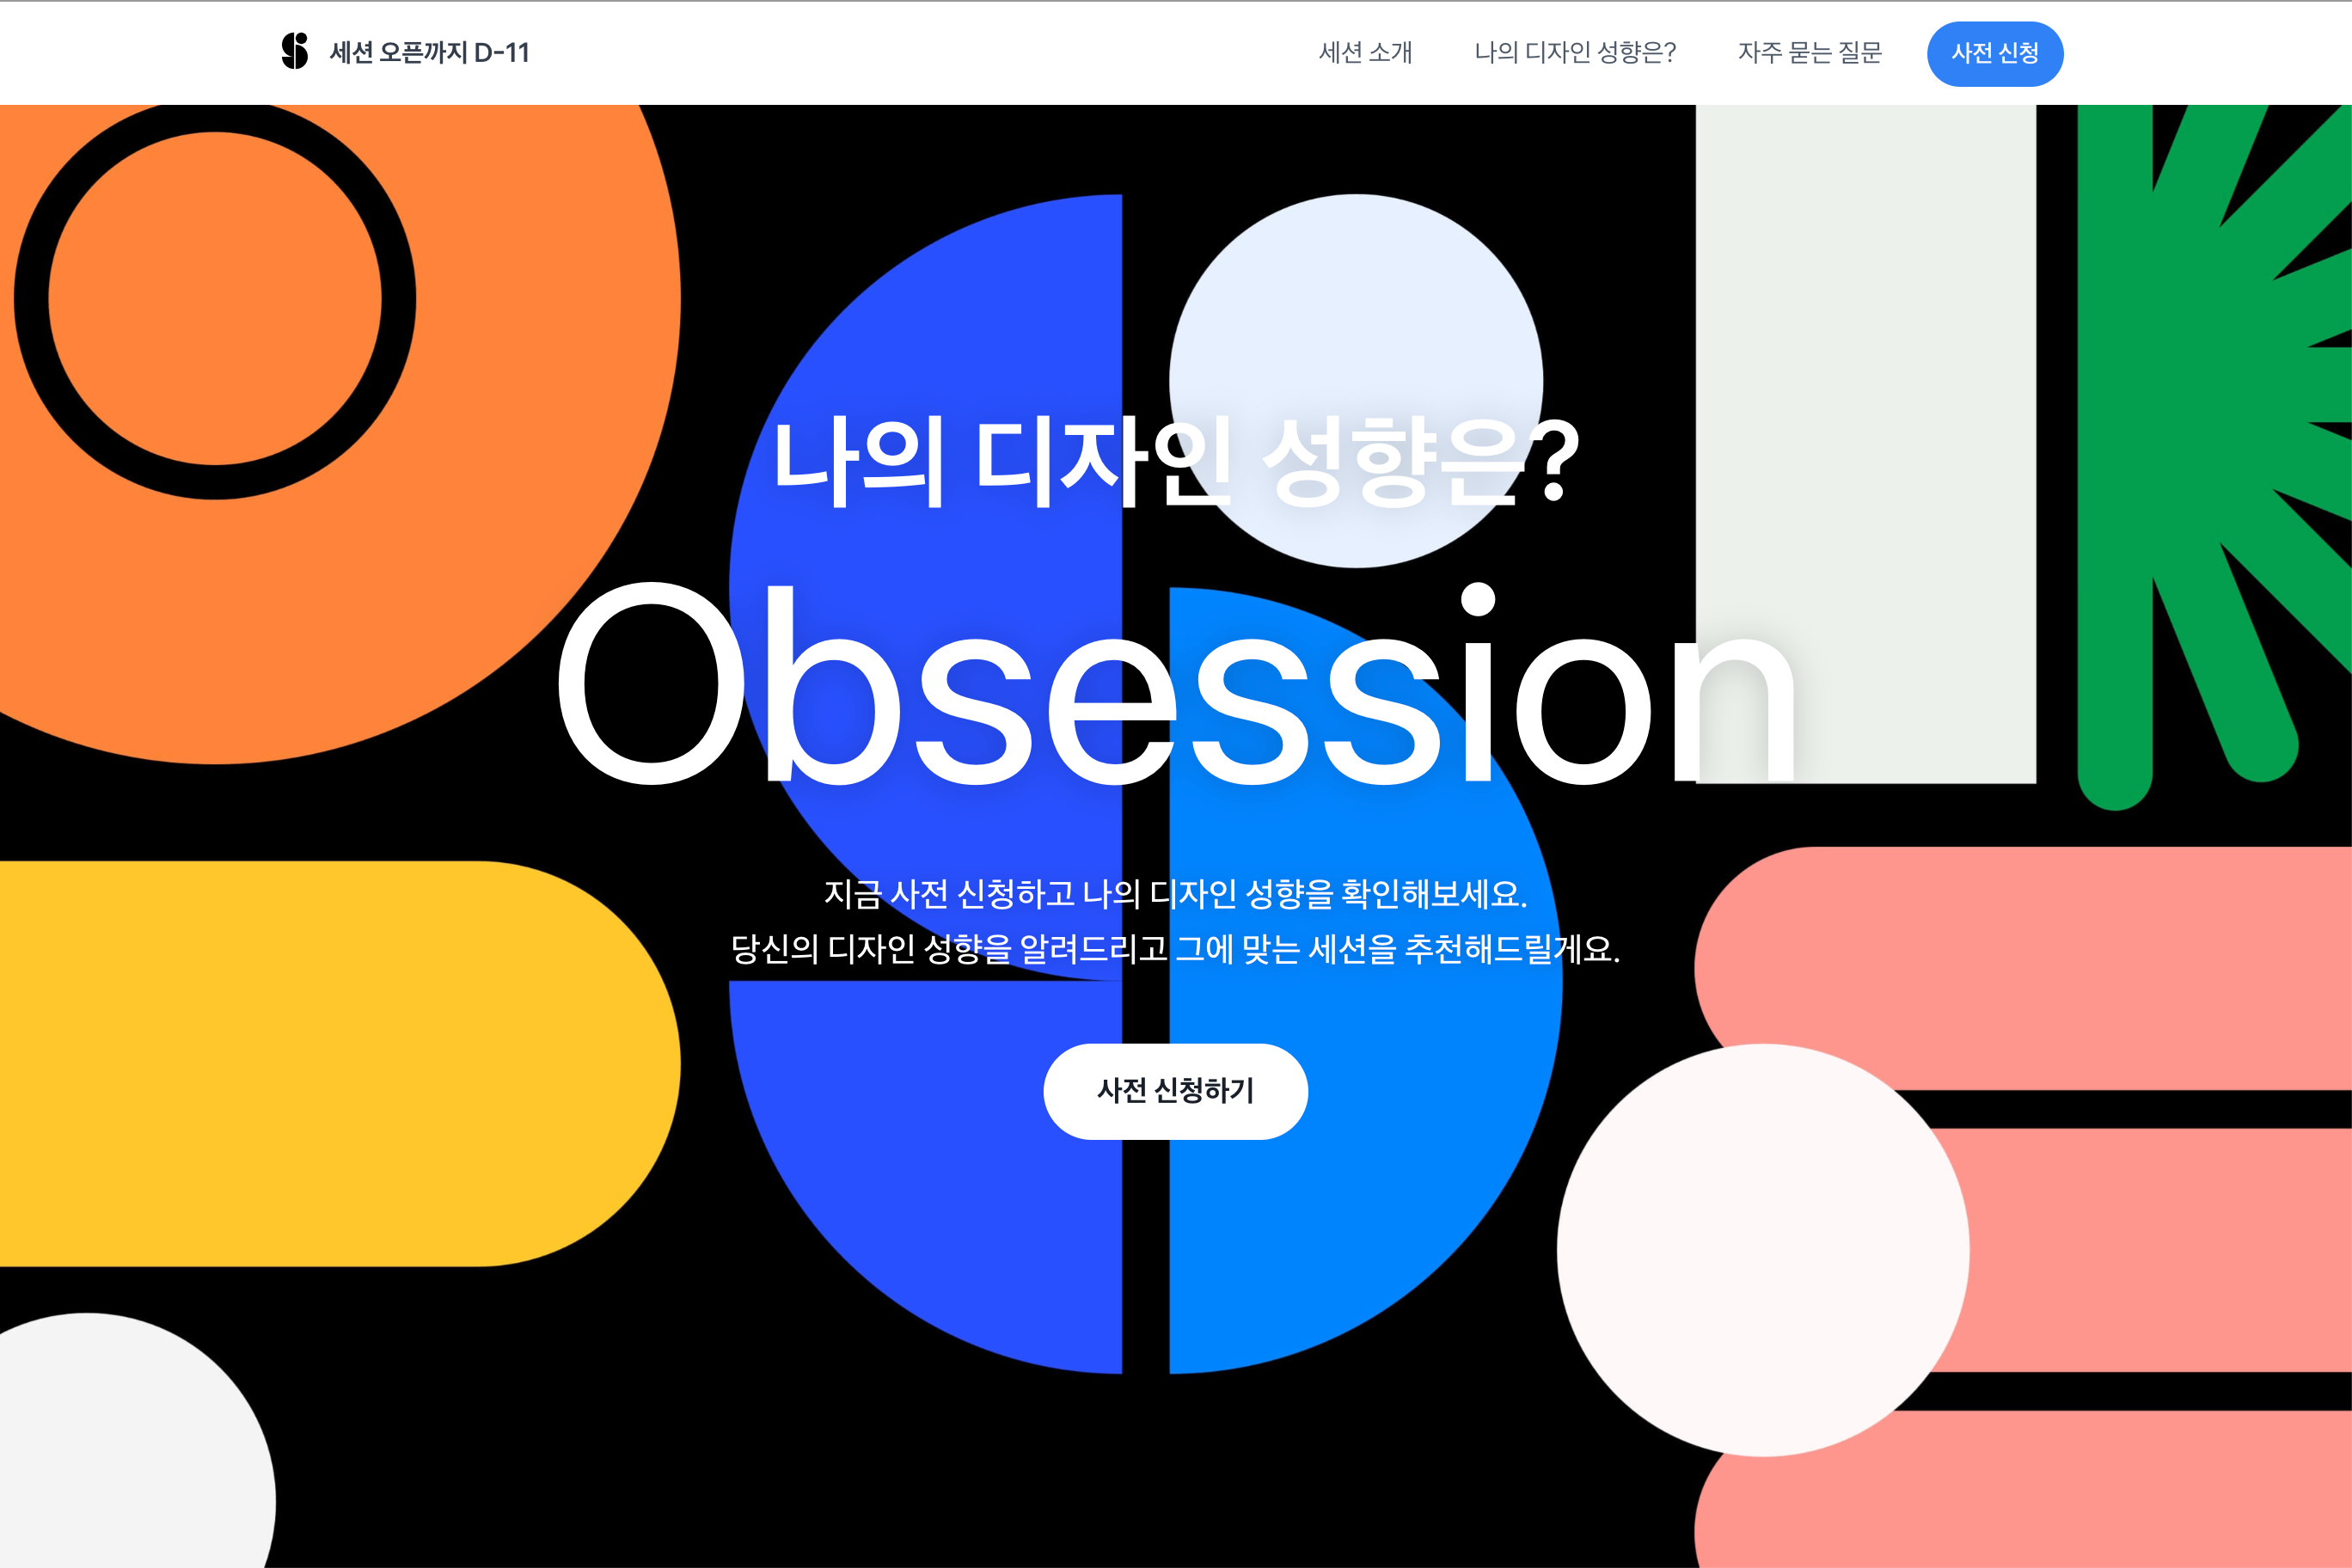 세션 오픈까지 D-11
세션 소개
나의 디자인 성향은?
자주 묻는 질문
사전 신청
나의 디자인 성향은?
Obsession
지금 사전 신청하고 나의 디자인 성향을 확인해보세요.
당신의 디자인 성향을 알려드리고 그에 맞는 세션을 추천해드릴게요.
사전 신청하기